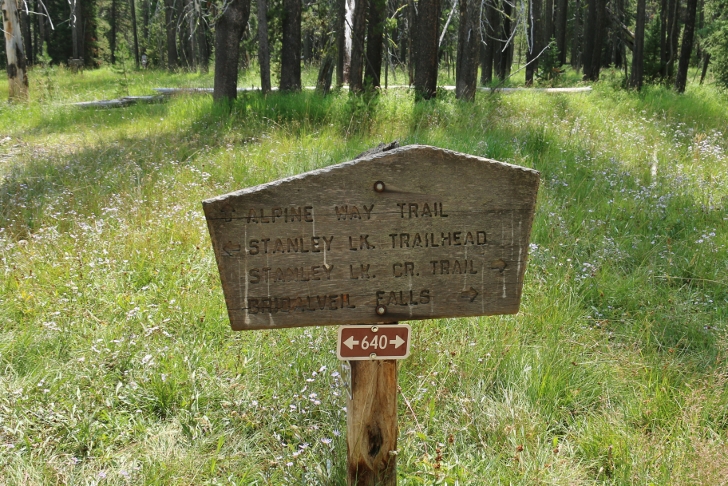 ← ALPINE WAY TRAIL
← STANLEY LK. TRAILHEAD
STANLEY LK. CR. TRAIL →
BRIDALVEIL FALLS →
←640→